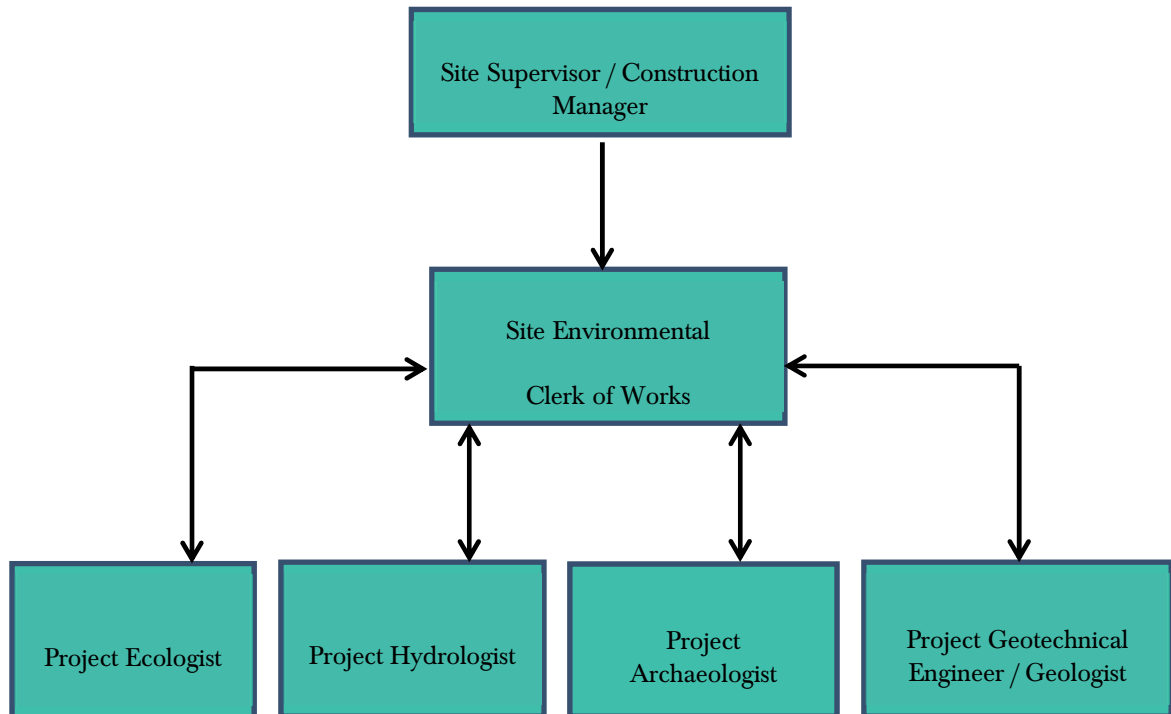 Site Supervisor / Construction
Manager
Site Environmental
Clerk of Works
Project Ecologist
Project Hydrologist
Project
Archaeologist
Project Geotechnical
Engineer / Geologist